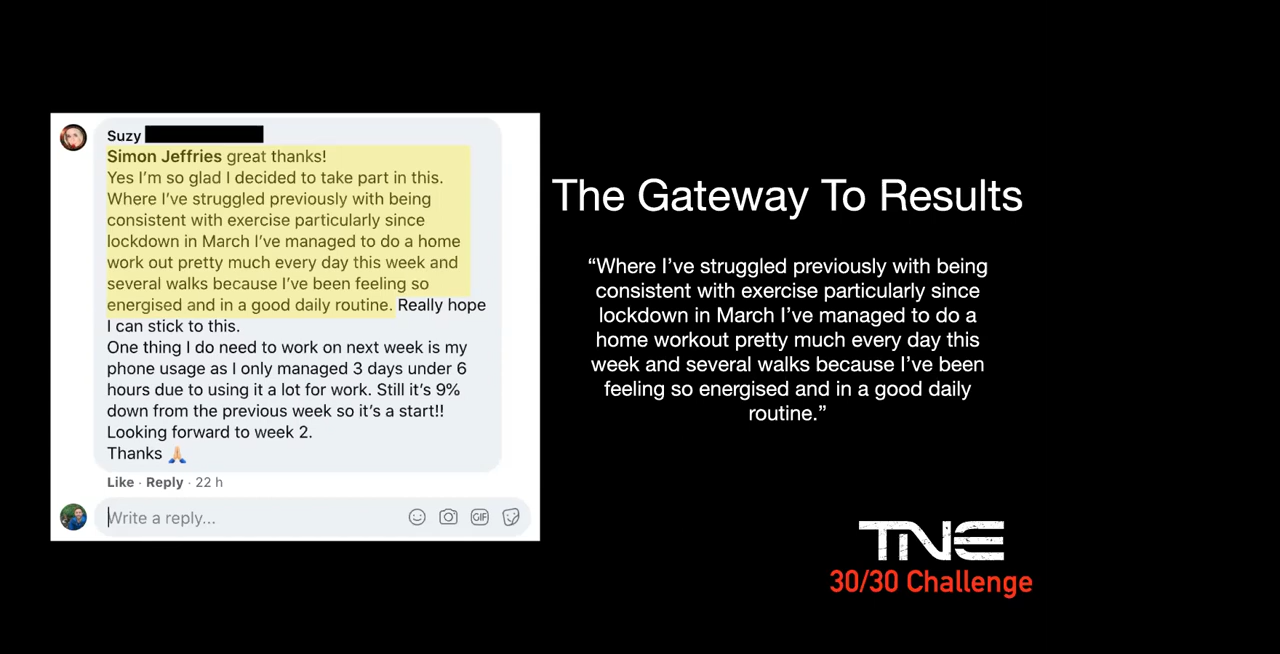 Suzy
Simon Jeffries great thanks!
Yes I’m so glad I decided to take part in this.
Where I’ve struggled previously with being
consistent with exercise particularly since
lockdown in March I’ve managed to do a home
work out pretty much every day this week and
several walks because I’ve been feeling so
energised and in a good daily routine. Really hope
I can stick to this.
One thing I do need to work on next week is my
phone usage as I only managed 3 days under 6
hours due to using it a lot for work. Still it’s 9%
down from the previous week so it’s a start!!
Looking forward to week 2.
Thanks 🙏🏻
Like · Reply · 22 h
Write a reply...
GIF
The Gateway To Results
“Where I’ve struggled previously with being
consistent with exercise particularly since
lockdown in March I’ve managed to do a
home workout pretty much every day this
week and several walks because I’ve been
feeling so energised and in a good daily
routine.”
TNE
30/30 Challenge